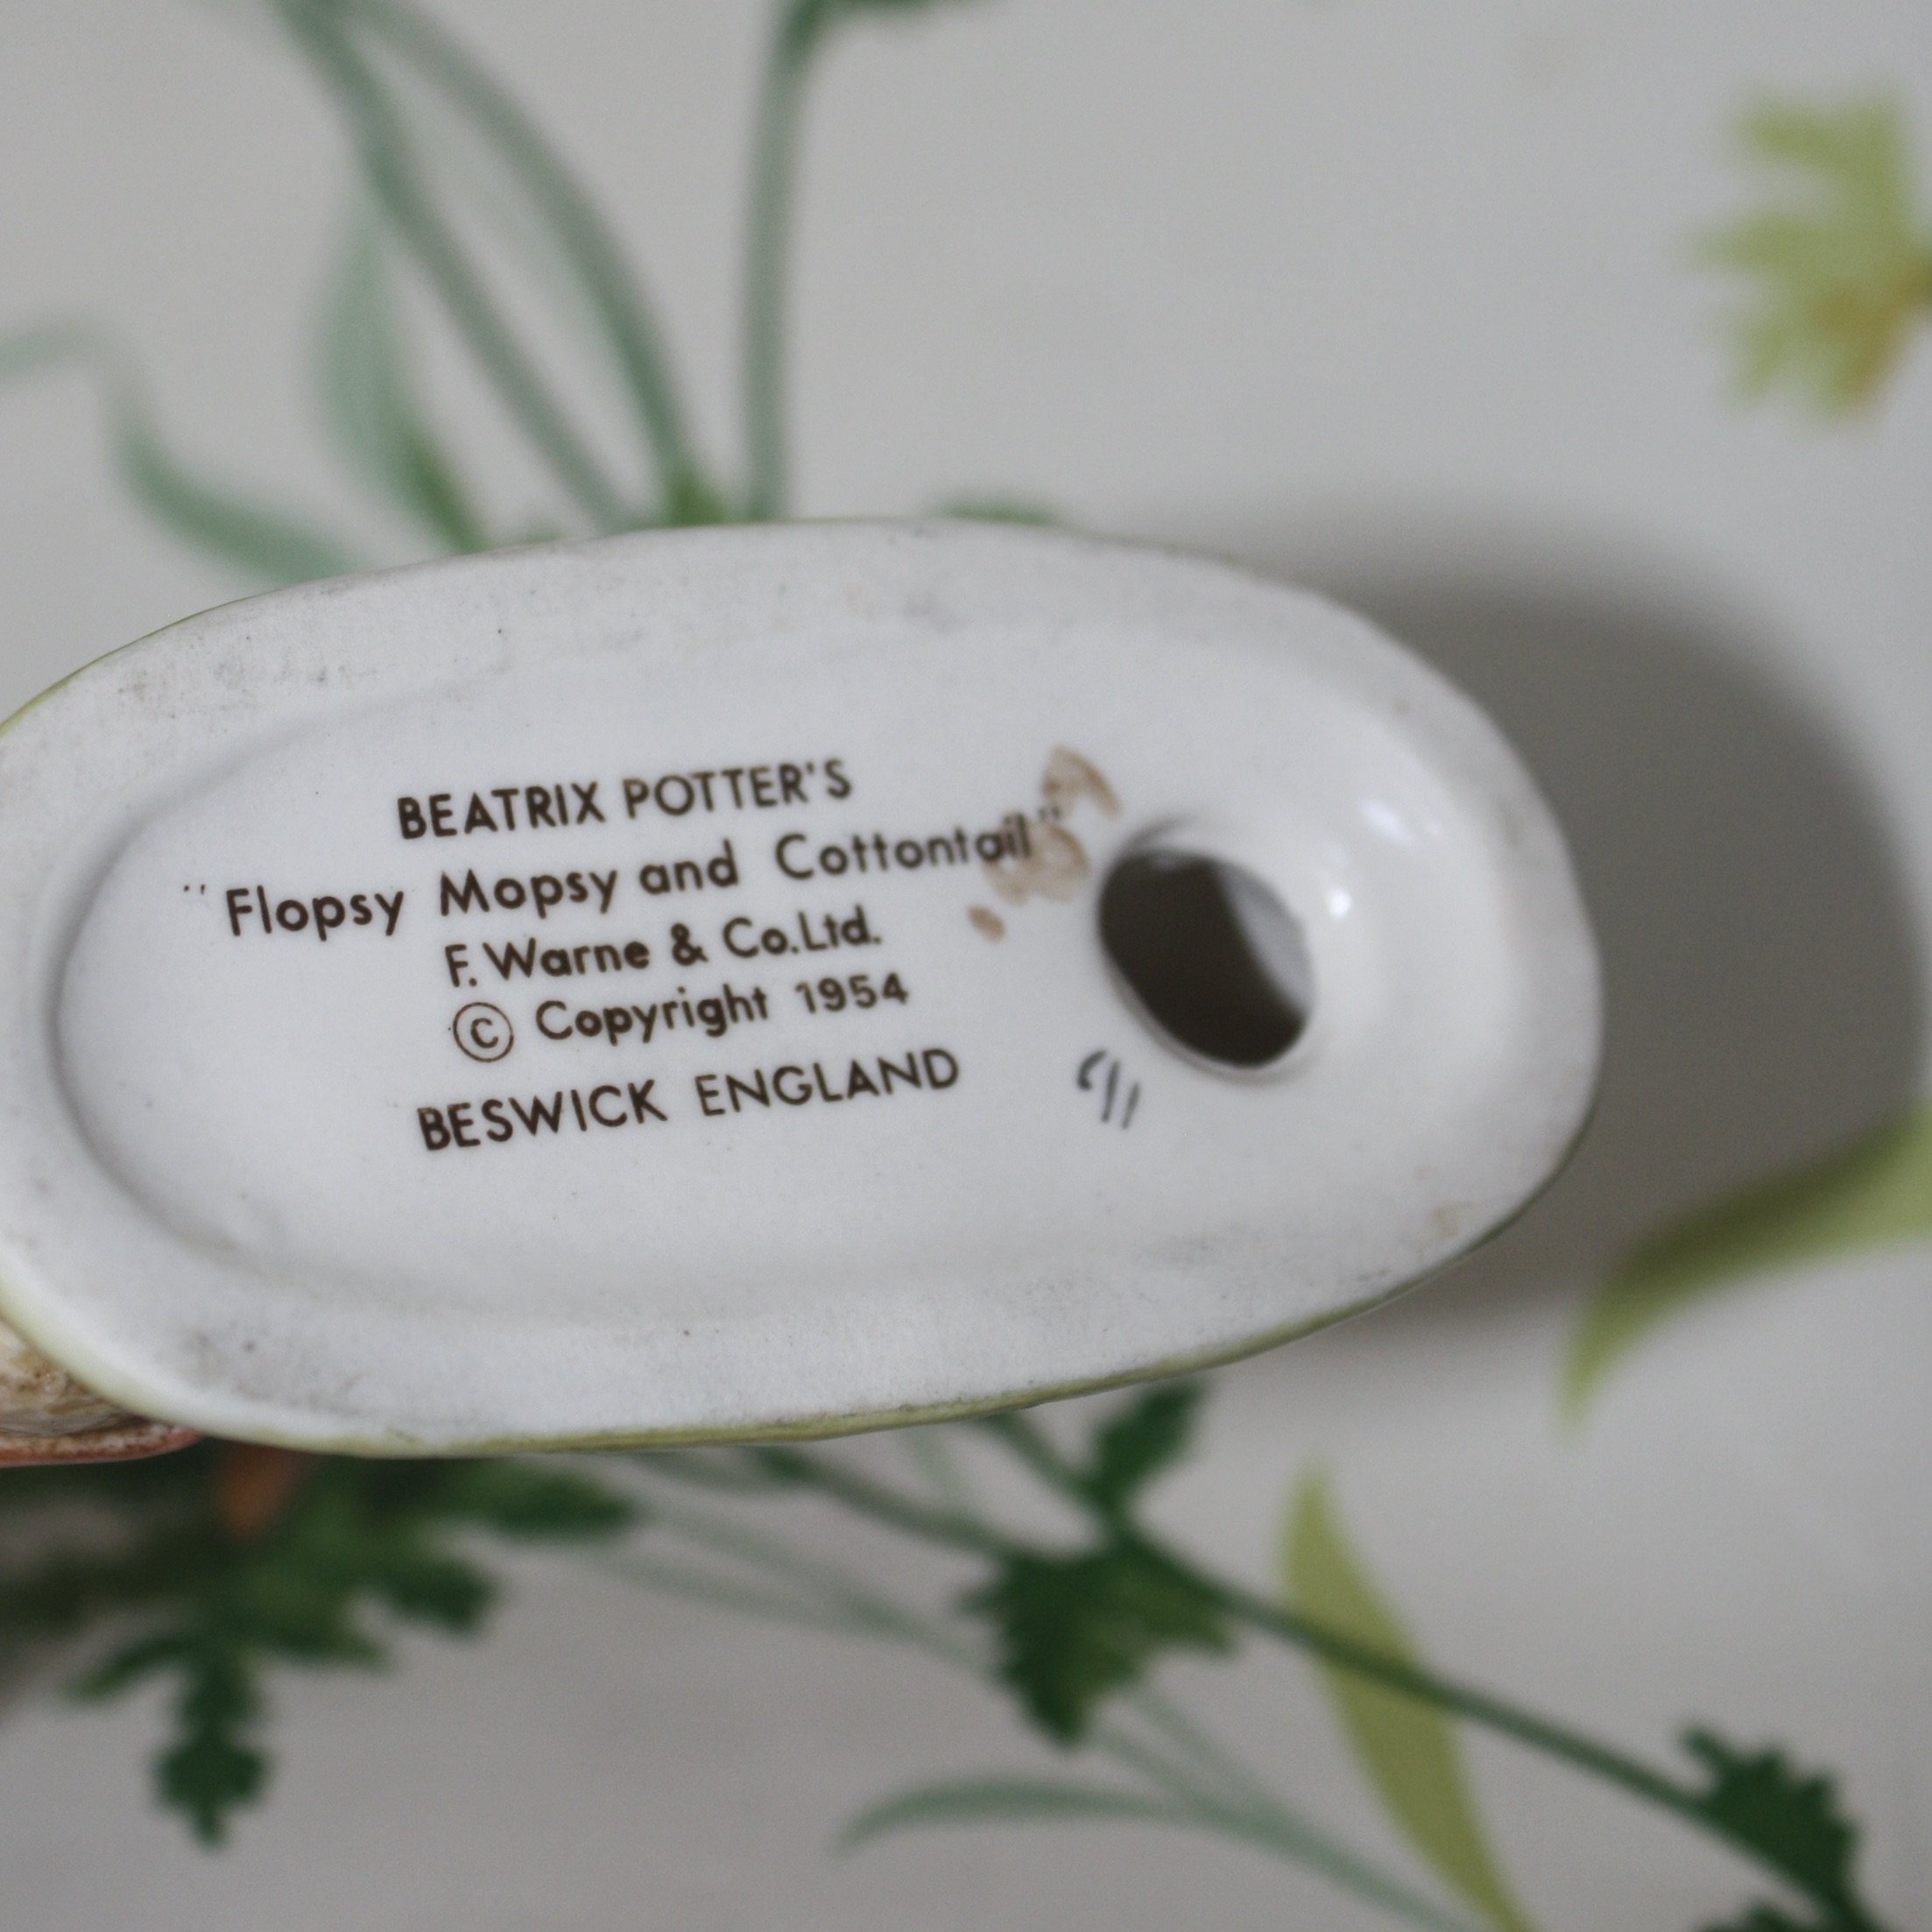 BEATRIX POTTER'S
"Flopsy Mopsy and Cottontail"
F. Warne & Co.Ltd.
© Copyright 1954
BESWICK ENGLAND